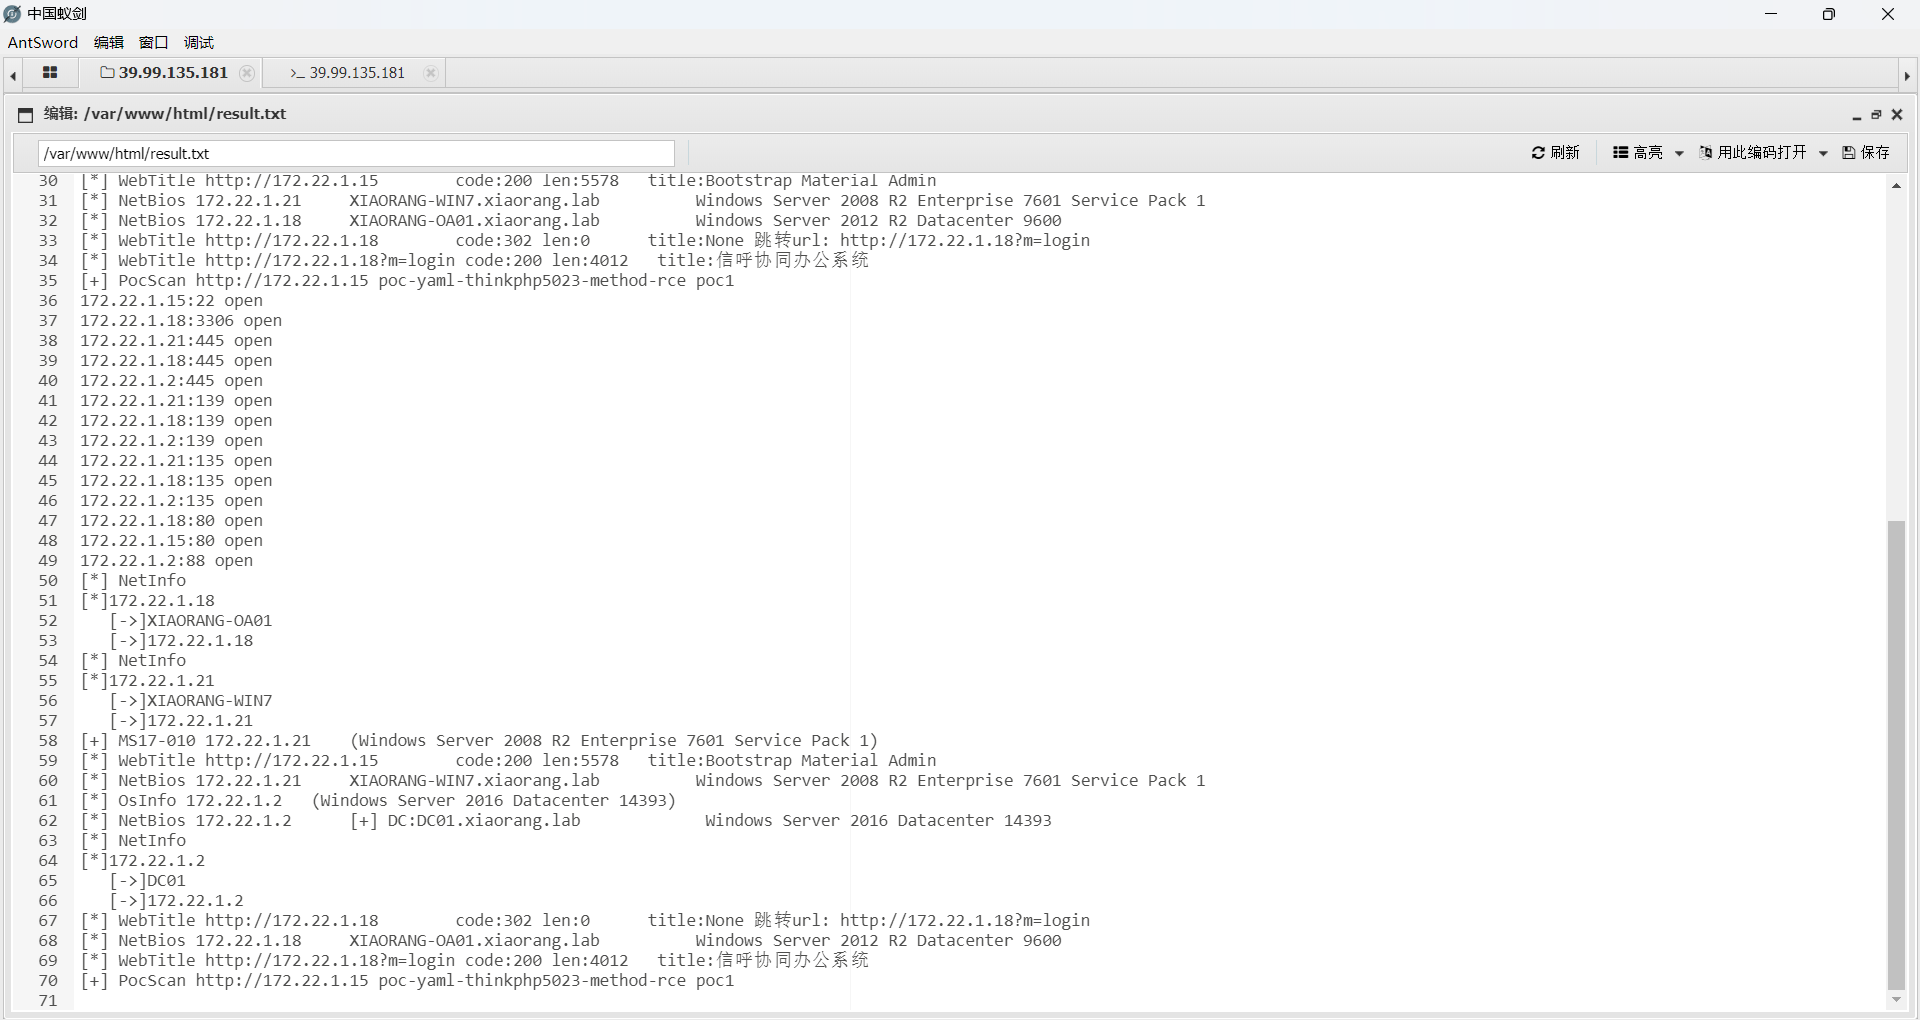 中国蚁剑
AntSword 编辑 窗口 调试
39.99.135.181 >_ 39.99.135.181
编辑: /var/www/html/result.txt
/var/www/html/result.txt 刷新 高亮 用此编码打开 保存
30 [*] WebTitle http://172.22.1.15 code:200 len:5578 title:Bootstrap Material Admin
31 [*] NetBios 172.22.1.21 XIAORANG-WIN7.xiaorang.lab Windows Server 2008 R2 Enterprise 7601 Service Pack 1
32 [*] NetBios 172.22.1.18 XIAORANG-OA01.xiaorang.lab Windows Server 2012 R2 Datacenter 9600
33 [*] WebTitle http://172.22.1.18 code:302 len:0 title:None 跳转url: http://172.22.1.18?m=login
34 [*] WebTitle http://172.22.1.18?m=login code:200 len:4012 title:信呼协同办公系统
35 [+] PocScan http://172.22.1.15 poc-yaml-thinkphp5023-method-rce poc1
36 172.22.1.15:22 open
37 172.22.1.18:3306 open
38 172.22.1.21:445 open
39 172.22.1.18:445 open
40 172.22.1.2:445 open
41 172.22.1.21:139 open
42 172.22.1.18:139 open
43 172.22.1.2:139 open
44 172.22.1.21:135 open
45 172.22.1.18:135 open
46 172.22.1.2:135 open
47 172.22.1.18:80 open
48 172.22.1.15:80 open
49 172.22.1.2:88 open
50 [*] NetInfo
51 [*]172.22.1.18
52 [->]XIAORANG-OA01
53 [->]172.22.1.18
54 [*] NetInfo
55 [*]172.22.1.21
56 [->]XIAORANG-WIN7
57 [->]172.22.1.21
58 [+] MS17-010 172.22.1.21 (Windows Server 2008 R2 Enterprise 7601 Service Pack 1)
59 [*] WebTitle http://172.22.1.15 code:200 len:5578 title:Bootstrap Material Admin
60 [*] NetBios 172.22.1.21 XIAORANG-WIN7.xiaorang.lab Windows Server 2008 R2 Enterprise 7601 Service Pack 1
61 [*] OsInfo 172.22.1.2 (Windows Server 2016 Datacenter 14393)
62 [*] NetBios 172.22.1.2 [+] DC:DC01.xiaorang.lab Windows Server 2016 Datacenter 14393
63 [*] NetInfo
64 [*]172.22.1.2
65 [->]DC01
66 [->]172.22.1.2
67 [*] WebTitle http://172.22.1.18 code:302 len:0 title:None 跳转url: http://172.22.1.18?m=login
68 [*] NetBios 172.22.1.18 XIAORANG-OA01.xiaorang.lab Windows Server 2012 R2 Datacenter 9600
69 [*] WebTitle http://172.22.1.18?m=login code:200 len:4012 title:信呼协同办公系统
70 [+] PocScan http://172.22.1.15 poc-yaml-thinkphp5023-method-rce poc1
71